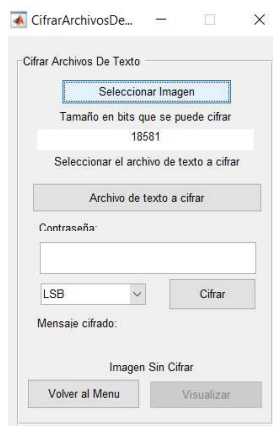 CifrarArchivosDe...
Cifrar Archivos De Texto
Seleccionar Imagen
Tamaño en bits que se puede cifrar
18581
Seleccionar el archivo de texto a cifrar
Archivo de texto a cifrar
Contraseña:
LSB
Cifrar
Mensaje cifrado:
Imagen Sin Cifrar
Volver al Menu
Visualizar